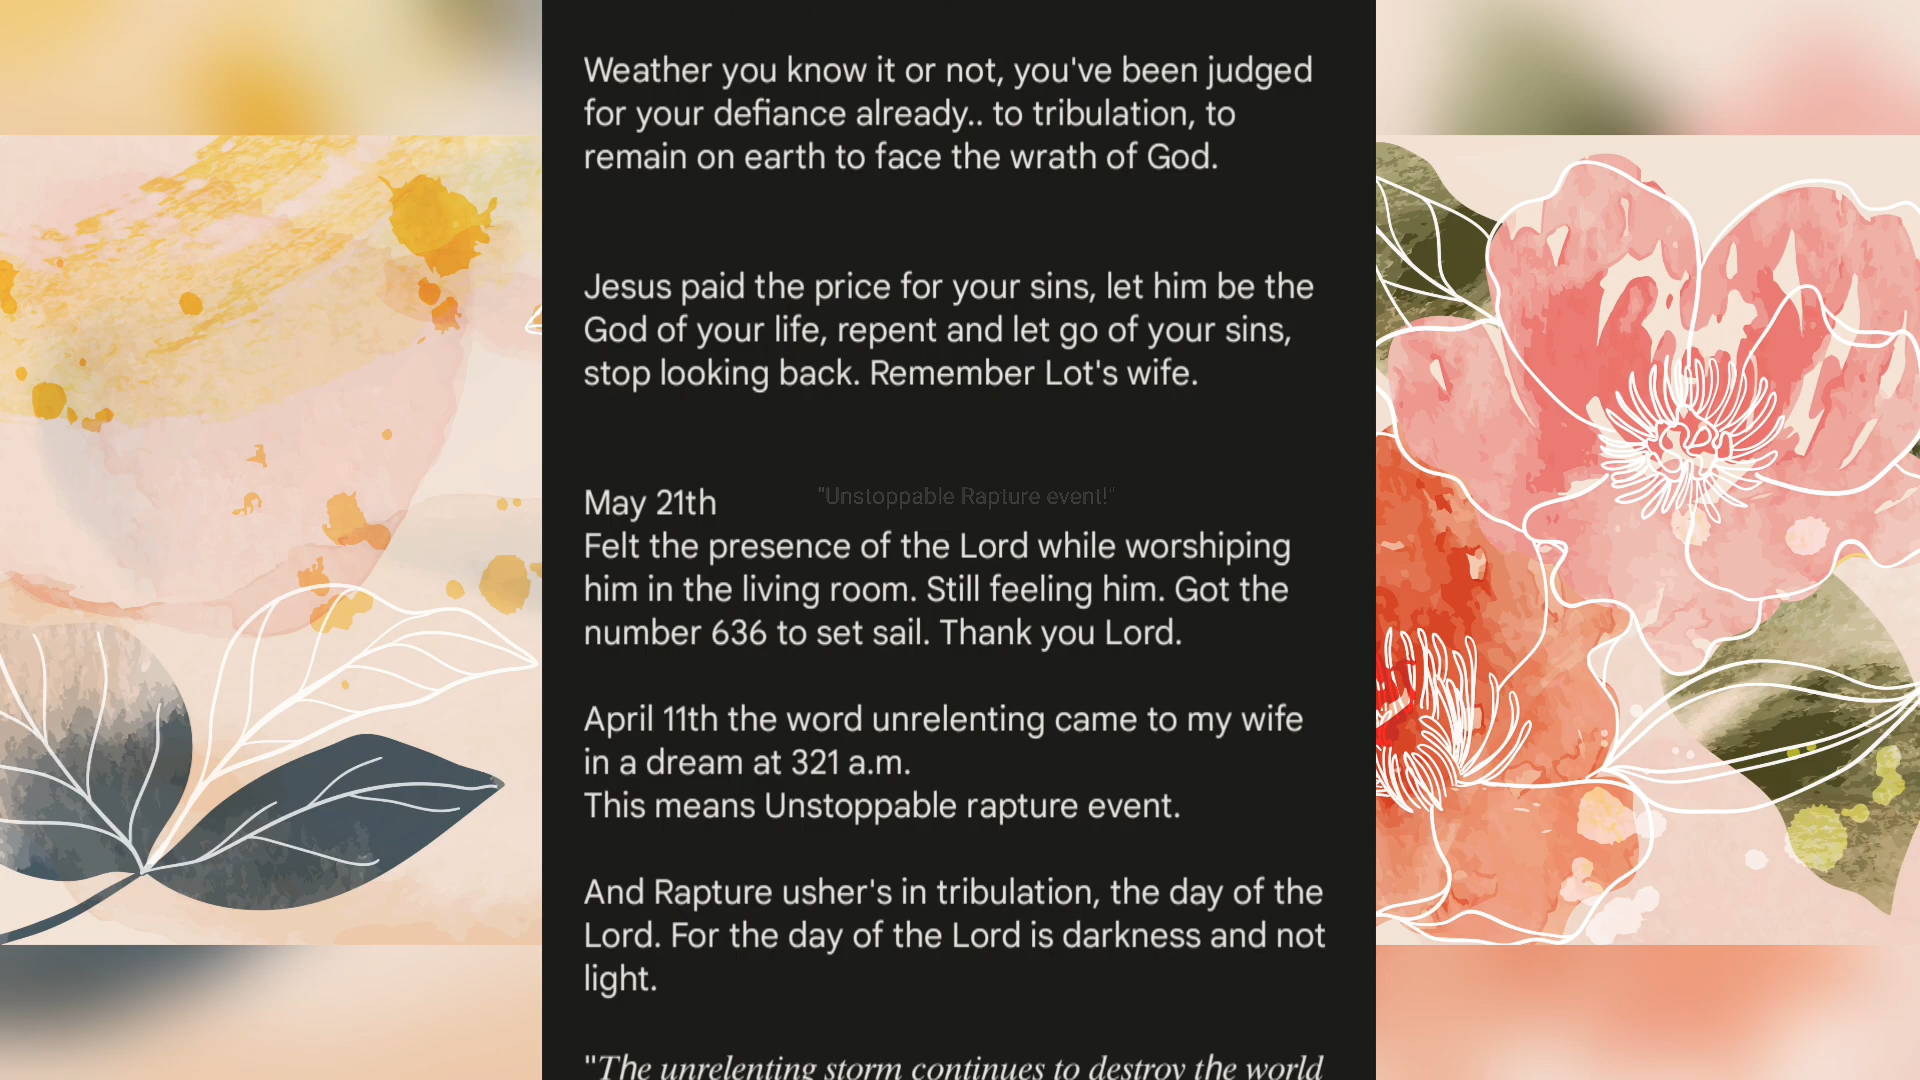 Weather you know it or not, you've been judged
for your defiance already.. to tribulation, to
remain on earth to face the wrath of God.
Jesus paid the price for your sins, let him be the
God of your life, repent and let go of your sins,
stop looking back. Remember Lot's wife.
"Unstoppable Rapture event!"
May 21th
Felt the presence of the Lord while worshiping
him in the living room. Still feeling him. Got the
number 636 to set sail. Thank you Lord.
April 11th the word unrelenting came to my wife
in a dream at 321 a.m.
This means Unstoppable rapture event.
And Rapture usher's in tribulation, the day of the
Lord. For the day of the Lord is darkness and not
light.
"The unrelenting storm continues to destroy the world